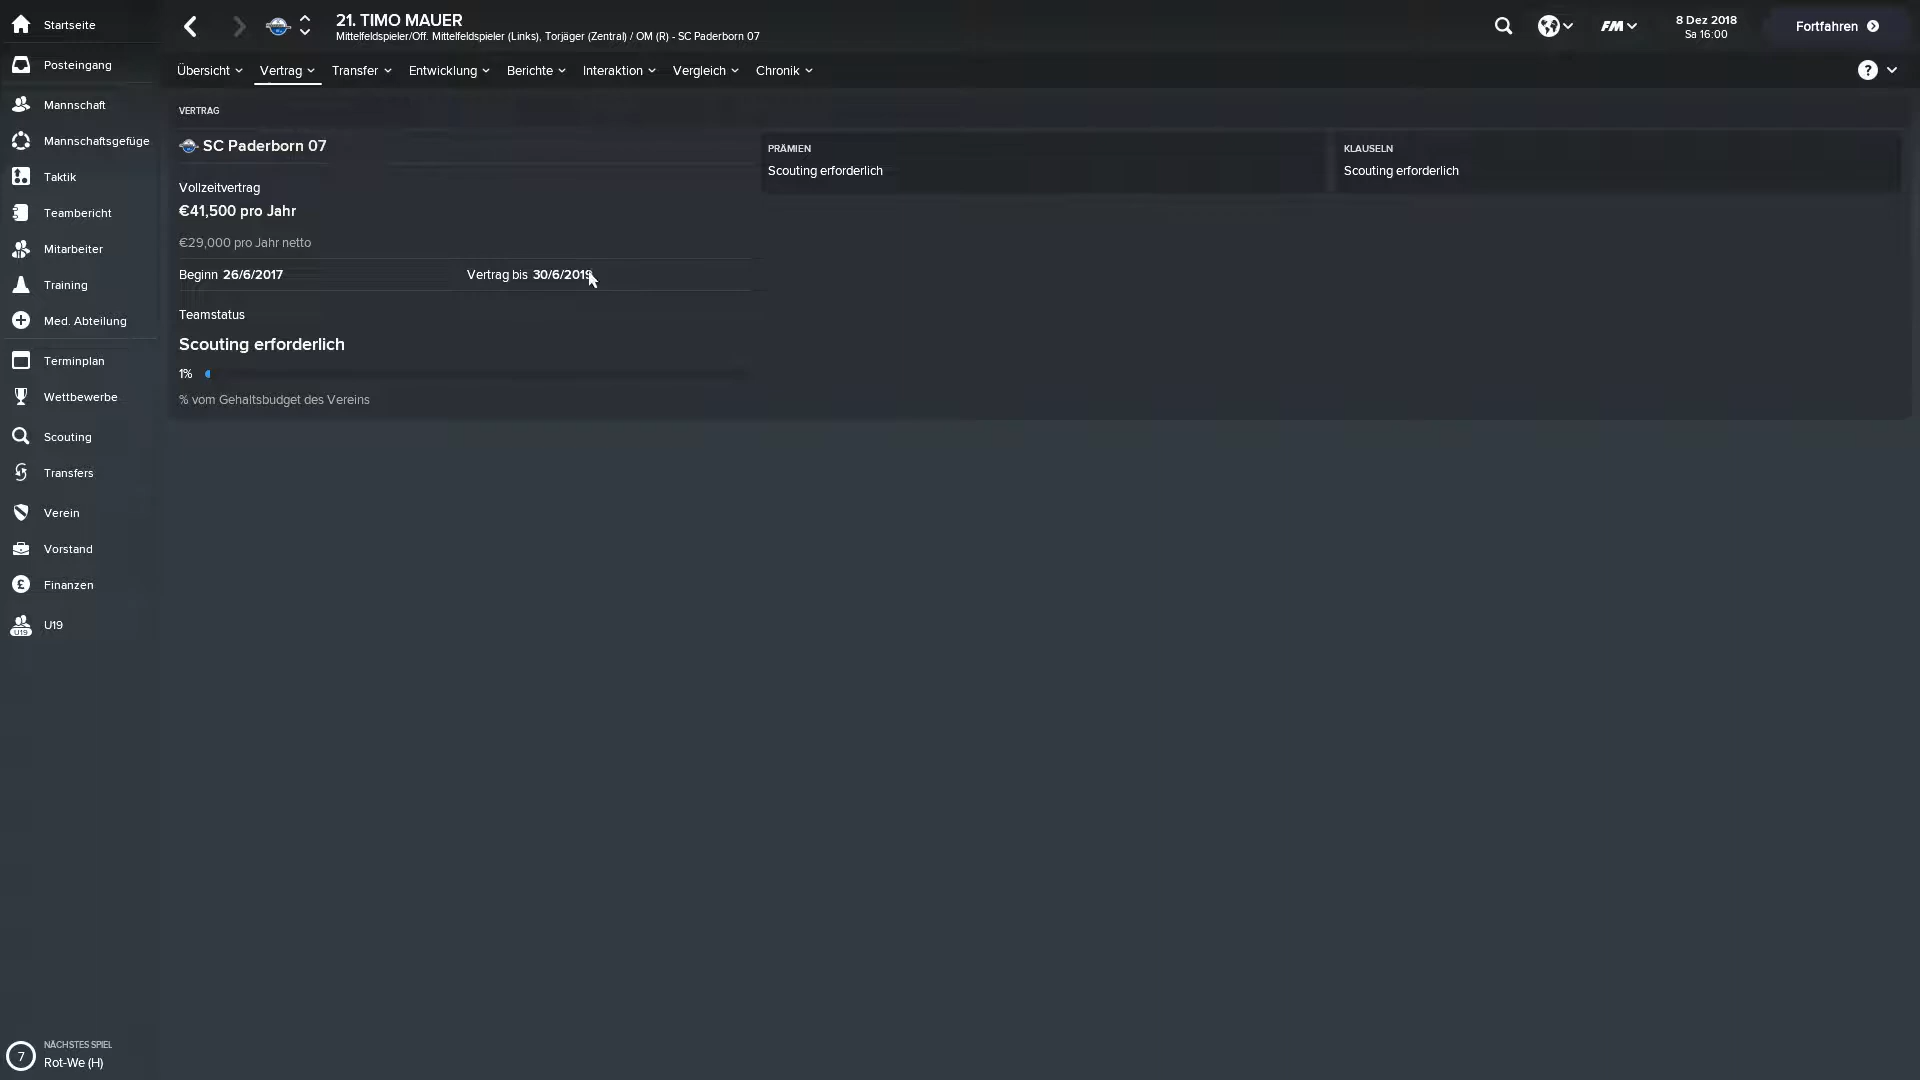 Startseite
21. TIMO MAUER
Mittelfeldspieler/Off. Mittelfeldspieler (Links), Torjäger (Zentral) / OM (R) - SC Paderborn 07
FM
8 Dez 2018
Sa 16:00
Fortfahren
Posteingang
Übersicht
Vertrag
Transfer
Entwicklung
Berichte
Interaktion
Vergleich
Chronik
?
Mannschaft
Mannschaftsgefüge
Taktik
Teambericht
Mitarbeiter
Training
Med. Abteilung
Terminplan
Wettbewerbe
Scouting
Transfers
Verein
Vorstand
£ Finanzen
U19 U19
VERTRAG
SC Paderborn 07
Vollzeitvertrag
€41,500 pro Jahr
€29,000 pro Jahr netto
Beginn 26/6/2017
Vertrag bis 30/6/2019
Teamstatus
Scouting erforderlich
1%
% vom Gehaltsbudget des Vereins
PRÄMIEN
Scouting erforderlich
KLAUSELN
Scouting erforderlich
7
NÄCHSTES SPIEL
Rot-We (H)